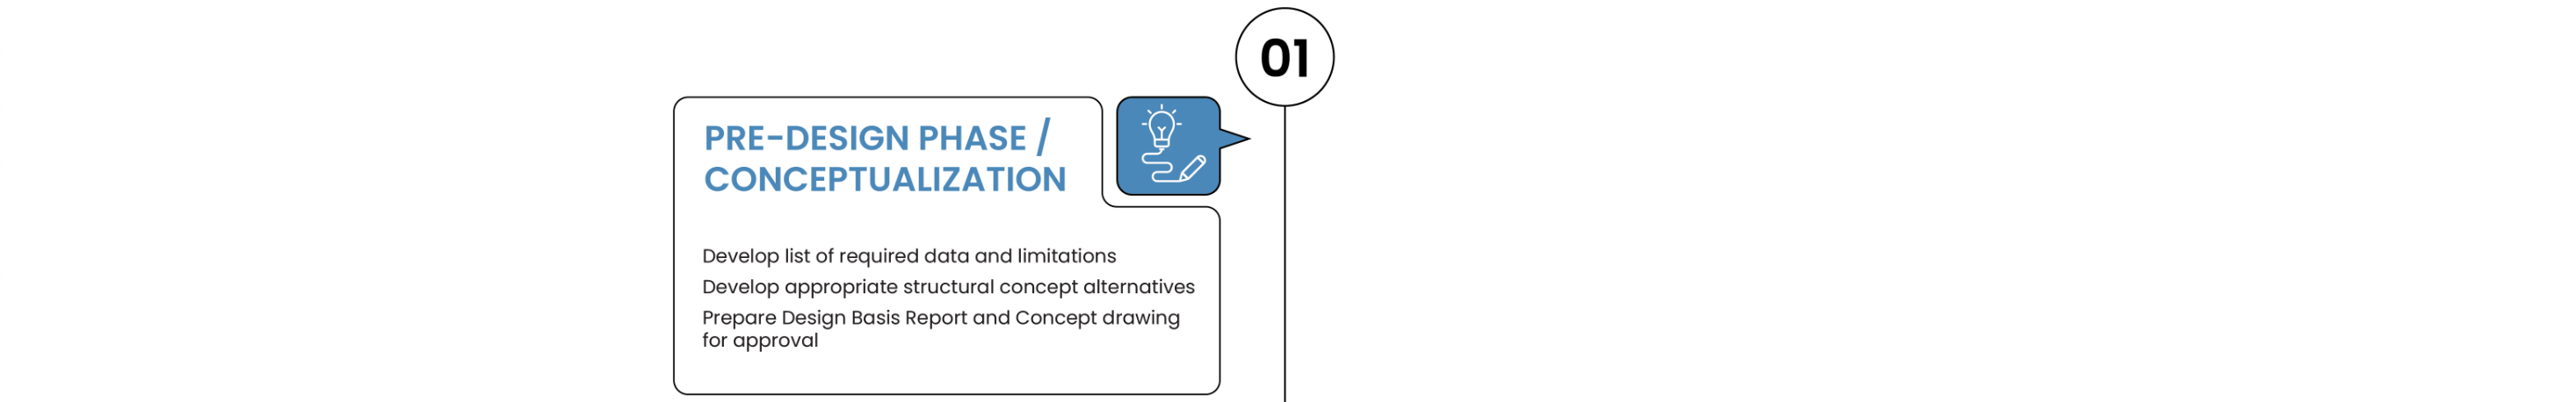 01
PRE-DESIGN PHASE /
CONCEPTUALIZATION
Develop list of required data and limitations
Develop appropriate structural concept alternatives
Prepare Design Basis Report and Concept drawing
for approval